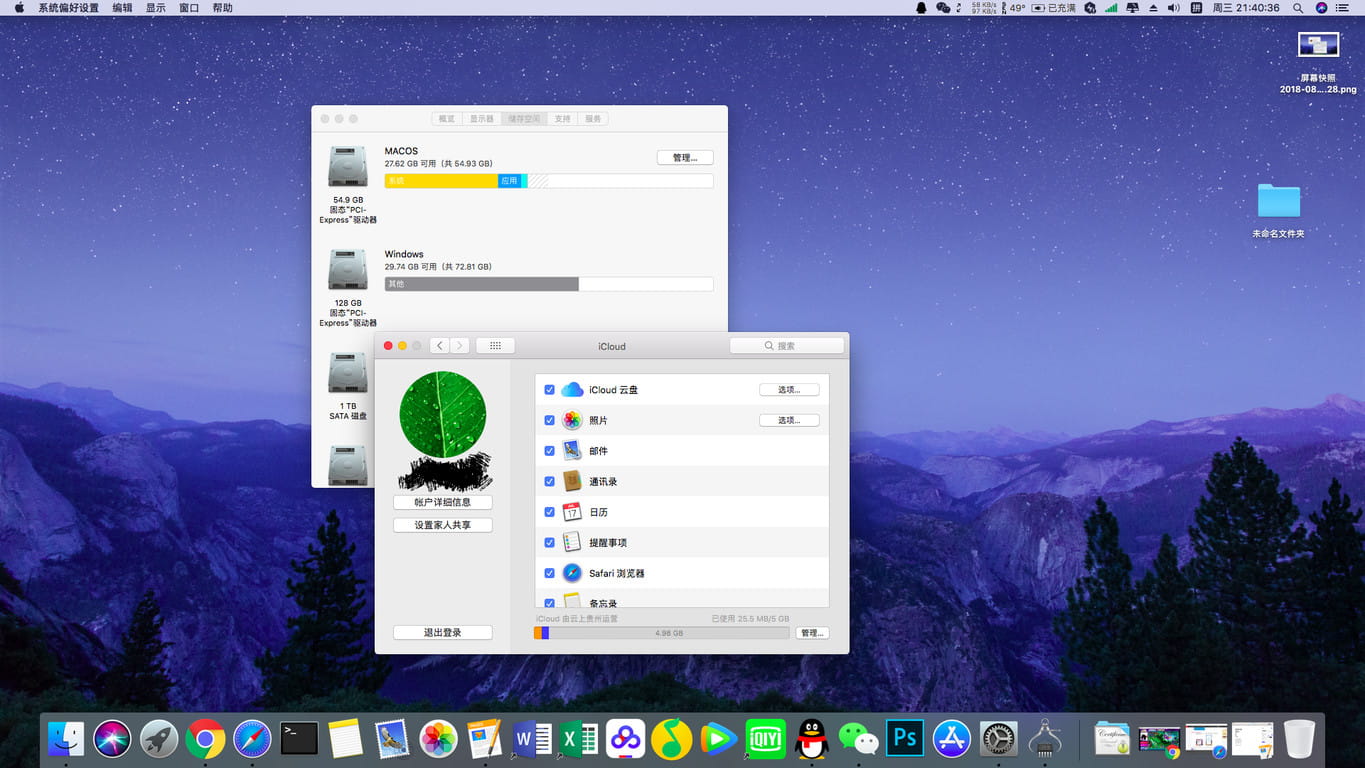 系统偏好设置 编辑 显示 窗口 帮助
58 KB/s
97 KB/s
49° 已充满 拼 周三 21:40:36
屏幕快照
2018-08....28.png
未命名文件夹
概览 显示器 储存空间 支持 服务
MACOS
27.62 GB 可用（共 54.93 GB）
管理...
系统 应用
54.9 GB
固态“PCI-
Express”驱动器
Windows
29.74 GB 可用（共 72.81 GB）
其他
128 GB
固态“PCI-
Express”驱动器
1 TB
SATA 磁盘
iCloud
搜索
iCloud 云盘 选项...
照片 选项...
邮件
通讯录
17 日历
提醒事项
Safari 浏览器
备忘录
帐户详细信息
设置家人共享
退出登录
iCloud 由云上贵州运营 已使用 25.5 MB/5 GB
4.98 GB 管理...
W X QIYI Ps